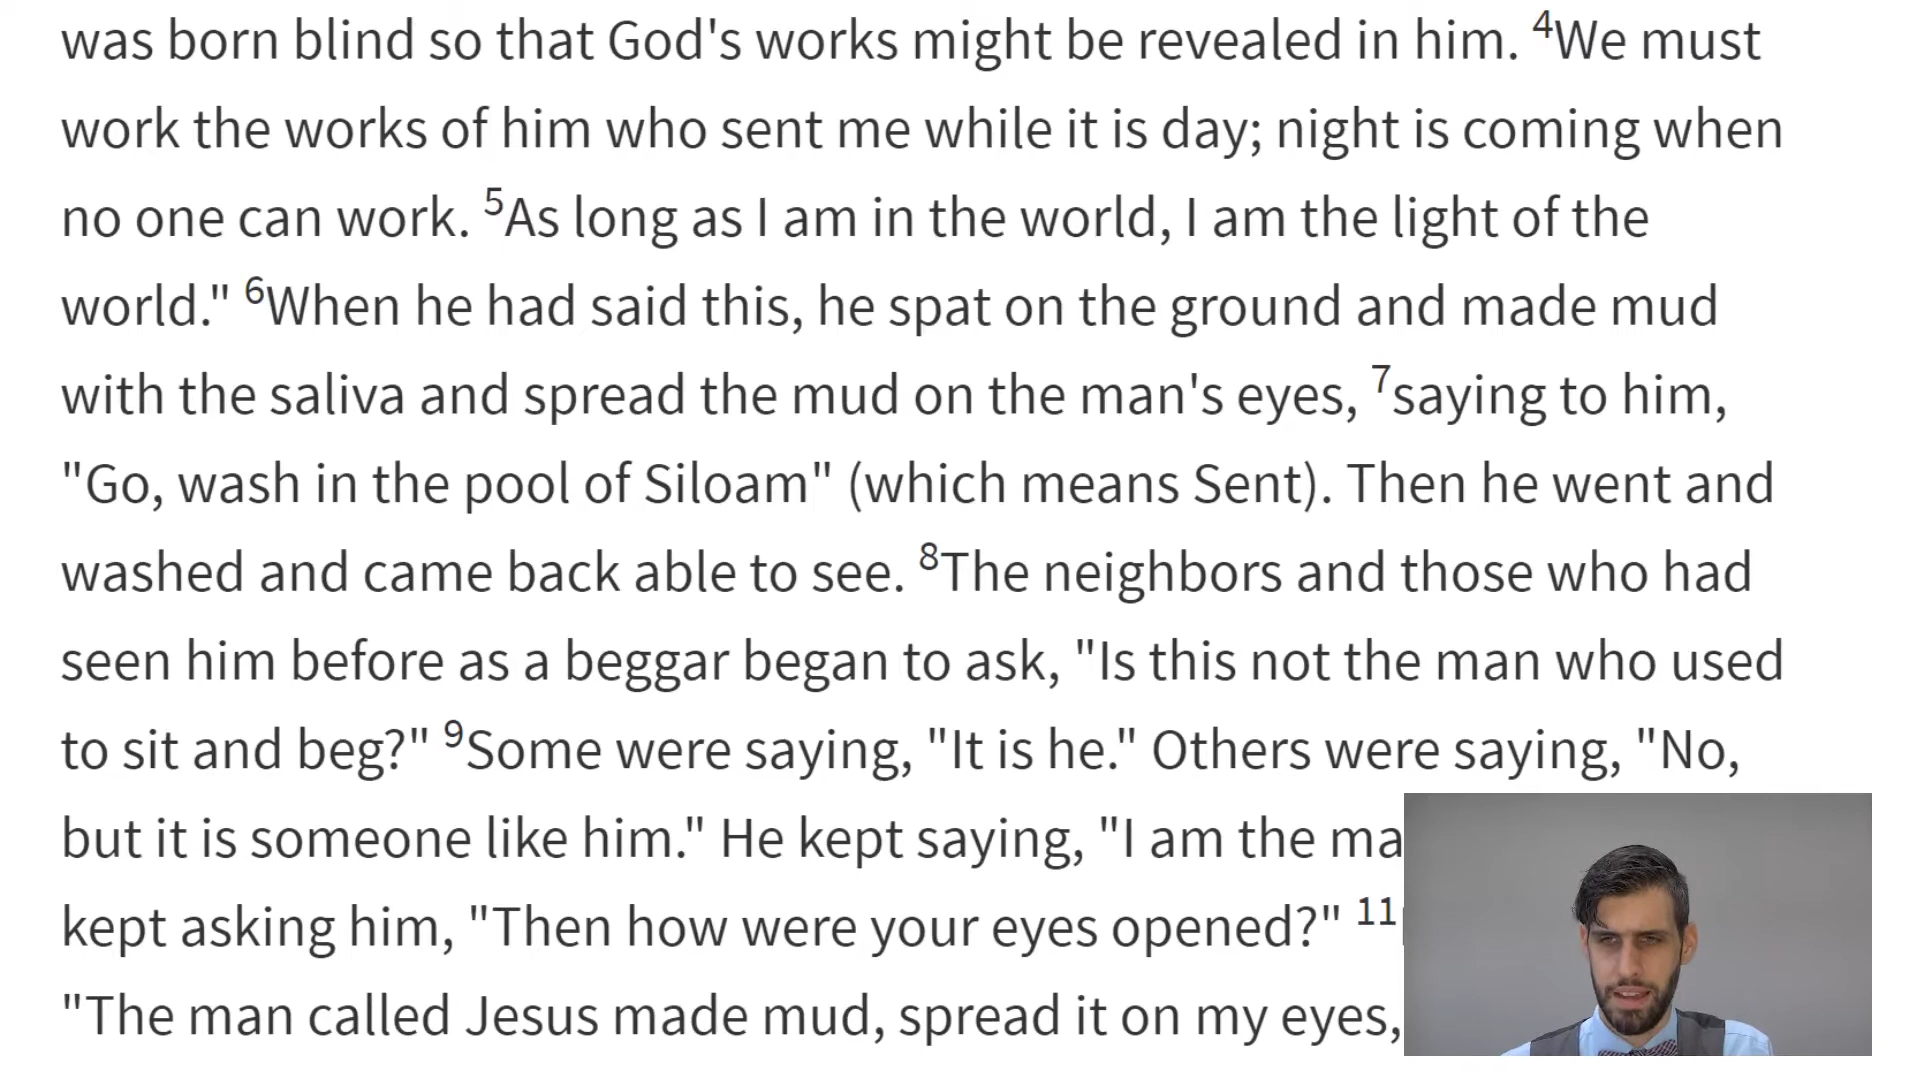 was born blind so that God's works might be revealed in him. 4We must
work the works of him who sent me while it is day; night is coming when
no one can work. 5As long as I am in the world, I am the light of the
world." 6When he had said this, he spat on the ground and made mud
with the saliva and spread the mud on the man's eyes, 7saying to him,
"Go, wash in the pool of Siloam" (which means Sent). Then he went and
washed and came back able to see. 8The neighbors and those who had
seen him before as a beggar began to ask, "Is this not the man who used
to sit and beg?" 9Some were saying, "It is he." Others were saying, "No,
but it is someone like him." He kept saying, "I am the ma
kept asking him, "Then how were your eyes opened?" 11
"The man called Jesus made mud, spread it on my eyes,